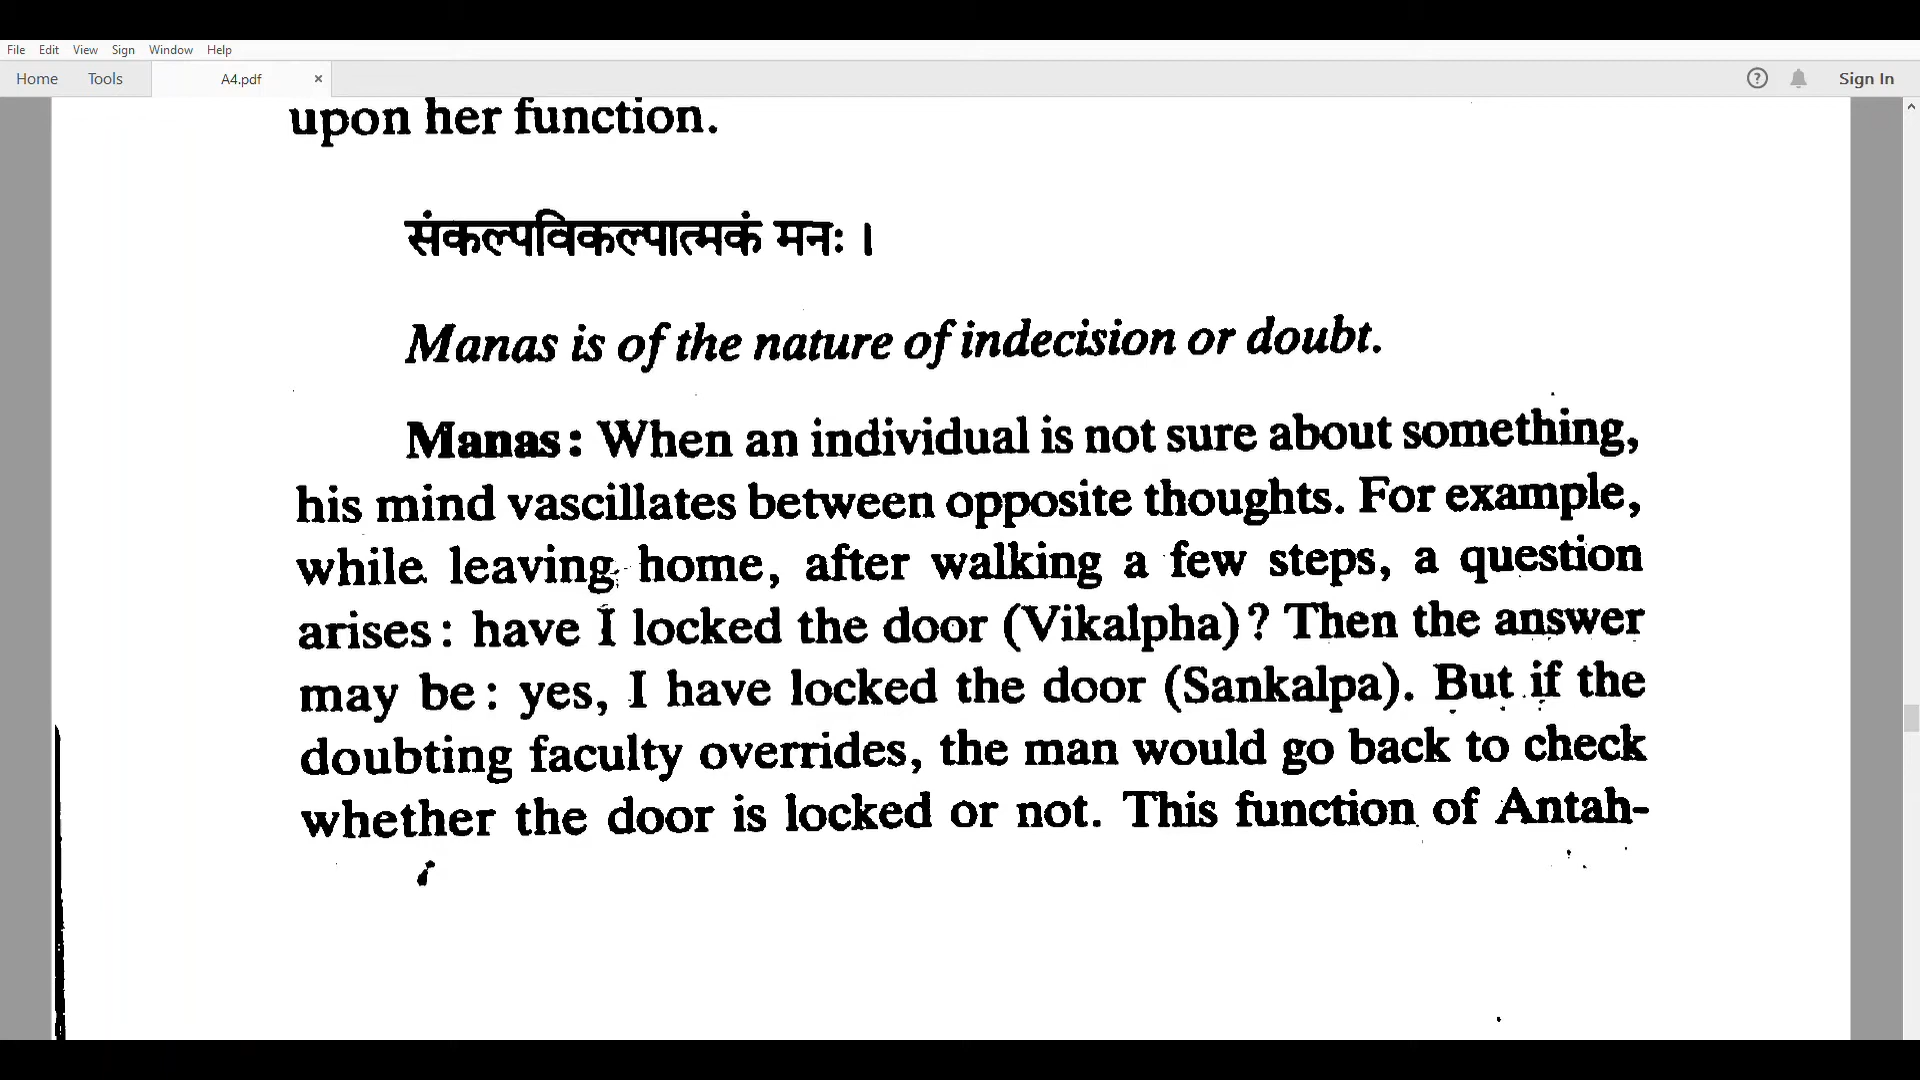 File Edit View Sign Window Help
Home Tools A4.pdf × ? Sign In
upon her function.
संकल्पविकल्पात्मकं मनः ।
Manas is of the nature of indecision or doubt.
Manas: When an individual is not sure about something,
his mind vascillates between opposite thoughts. For example,
while leaving home, after walking a few steps, a question
arises: have I locked the door (Vikalpha)? Then the answer
may be: yes, I have locked the door (Sankalpa). But if the
doubting faculty overrides, the man would go back to check
whether the door is locked or not. This function of Antah-